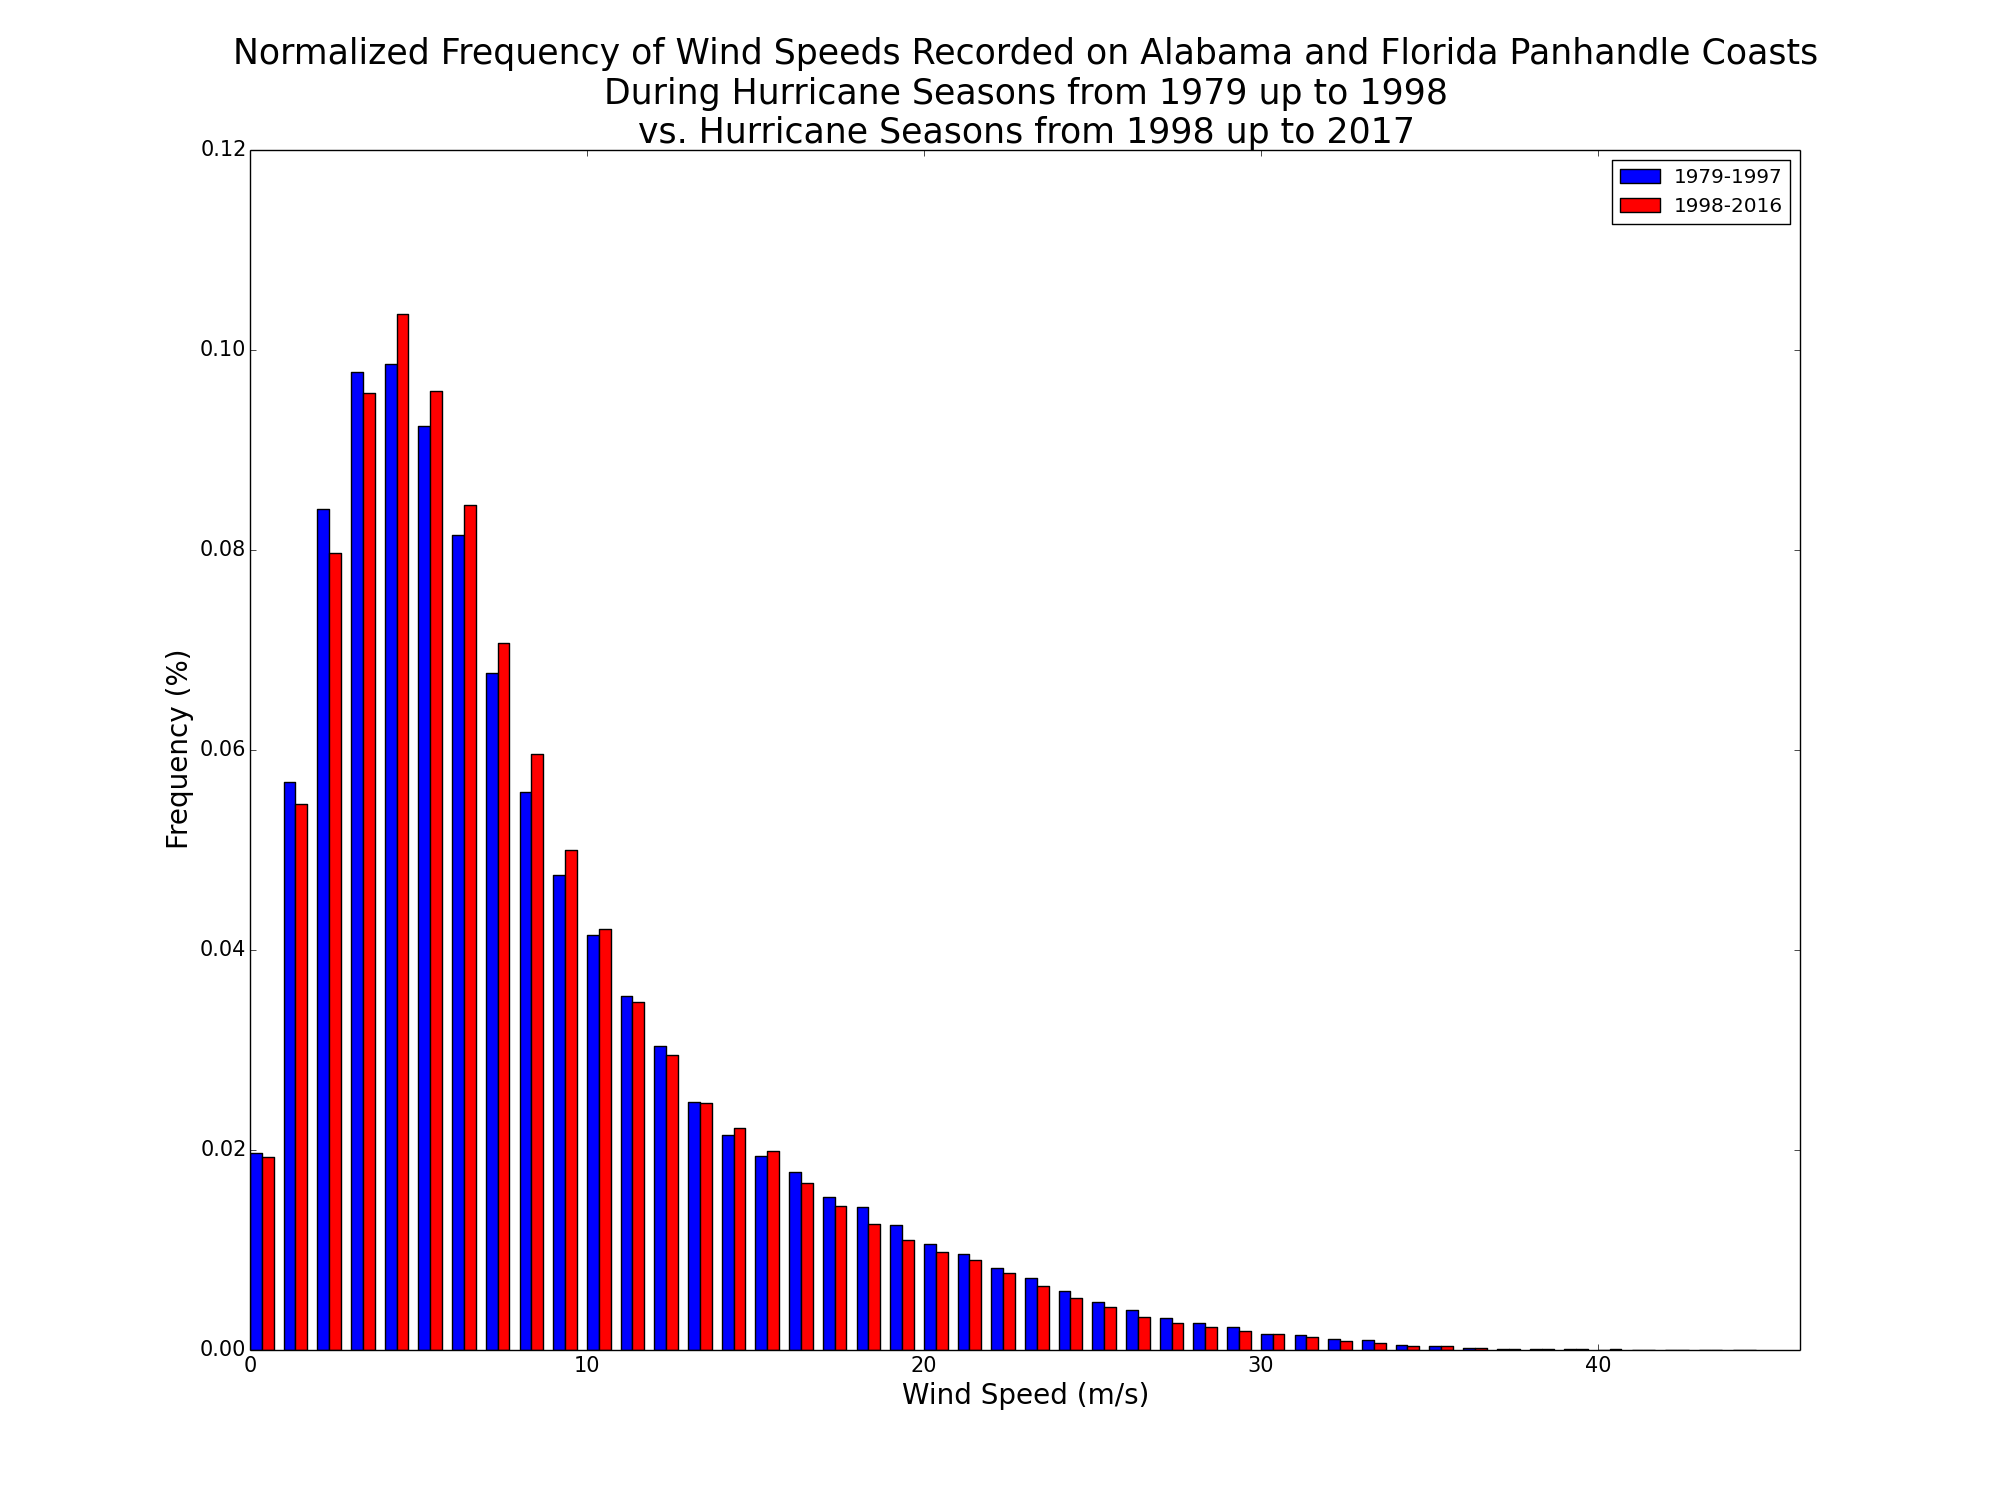 Normalized Frequency of Wind Speeds Recorded on Alabama and Florida Panhandle Coasts
During Hurricane Seasons from 1979 up to 1998
vs. Hurricane Seasons from 1998 up to 2017
0.12
0.10
0.08
0.06
0.04
0.02
0.00
Frequency (%)
1979-1997
1998-2016
0 10 20 30 40
Wind Speed (m/s)